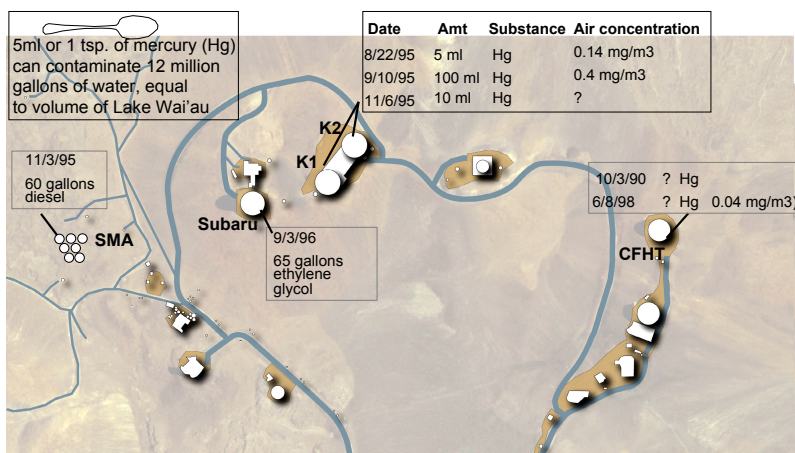 5ml or 1 tsp. of mercury (Hg)
can contaminate 12 million
gallons of water, equal
to volume of Lake Wai'au
Date Amt Substance Air concentration
8/22/95 5 ml Hg 0.14 mg/m3
9/10/95 100 ml Hg 0.4 mg/m3
11/6/95 10 ml Hg ?
K2
K1
11/3/95
60 gallons
diesel
SMA
Subaru
9/3/96
65 gallons
ethylene
glycol
10/3/90 ? Hg
6/8/98 ? Hg 0.04 mg/m3)
CFHT